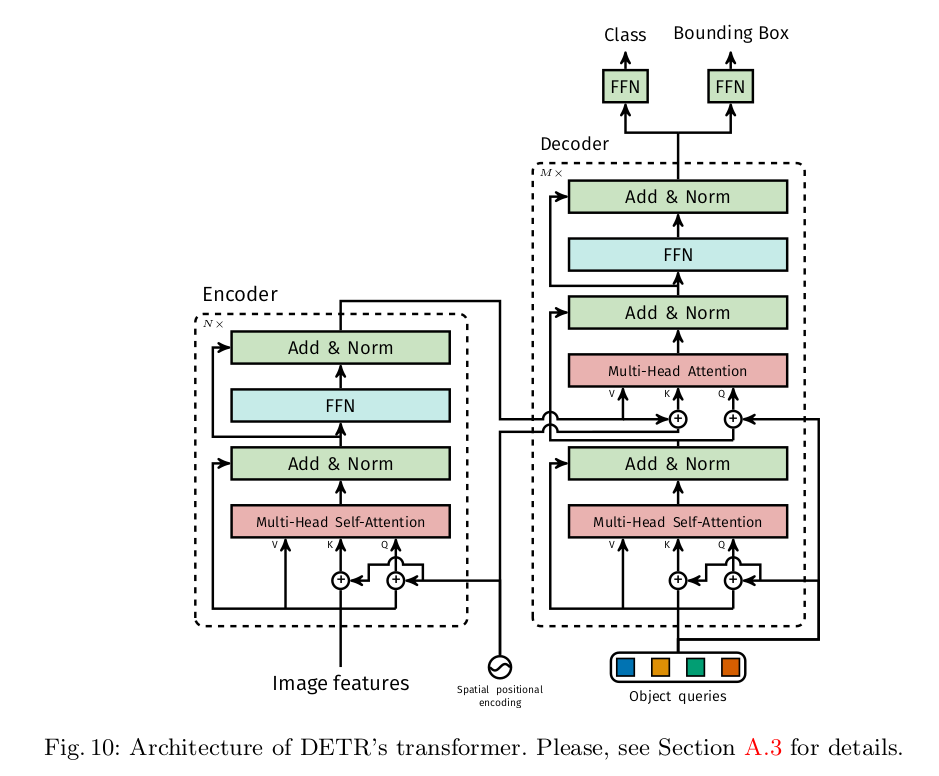 Class Bounding Box
FFN FFN
Decoder
M×
Add & Norm
FFN
Add & Norm
Multi-Head Attention
V K Q
+ +
Add & Norm
Multi-Head Self-Attention
V K Q
+ +
Object queries
Encoder
N×
Add & Norm
FFN
Add & Norm
Multi-Head Self-Attention
V K Q
+ +
Image features
Spatial positional
encoding
Fig. 10: Architecture of DETR's transformer. Please, see Section A.3 for details.